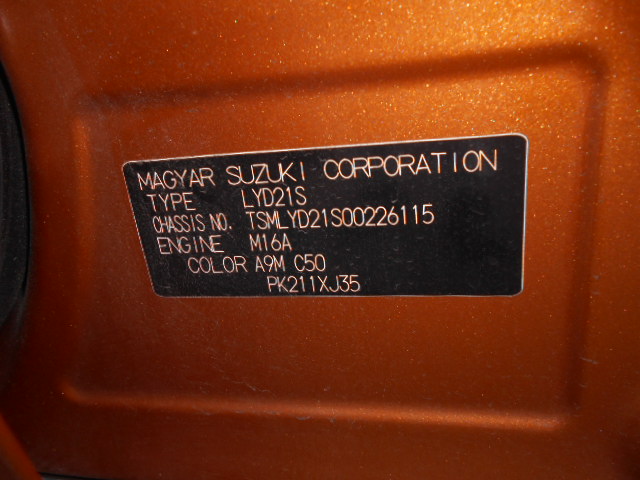 MAGYAR SUZUKI CORPORATION
TYPE LYD21S
CHASSIS NO. TSMLYD21S00226115
ENGINE M16A
COLOR A9M C50
PK211XJ35